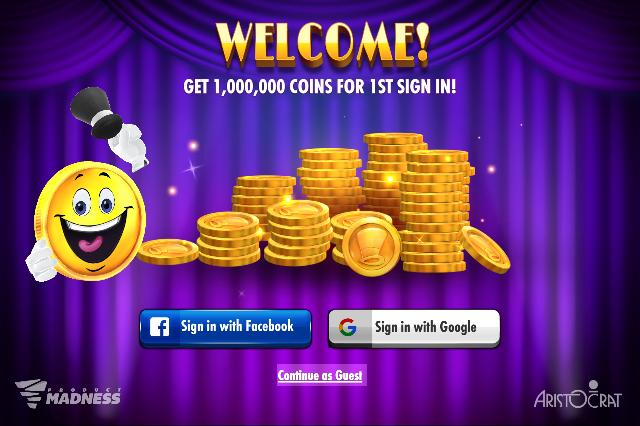 WELCOME!
GET 1,000,000 COINS FOR 1ST SIGN IN!
Sign in with Facebook
Sign in with Google
Continue as Guest
PRODUCT
MADNESS
ARISTOCRAT